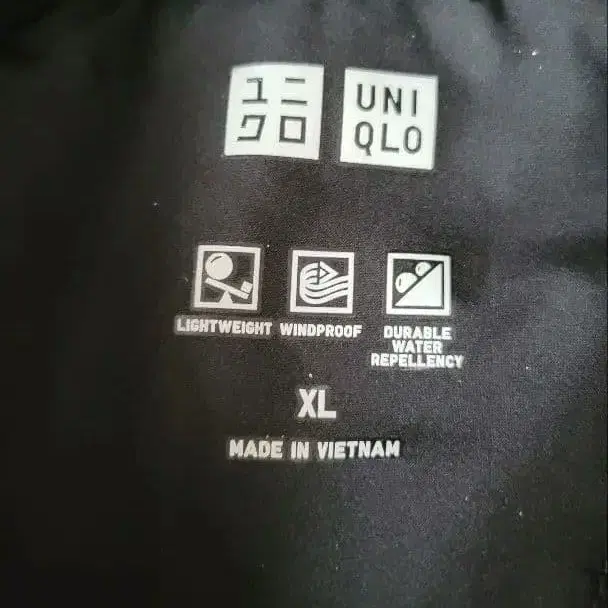 ユニ
クロ
UNI
QLO
LIGHTWEIGHT WINDPROOF DURABLE
WATER
REPELLENCY
XL
MADE IN VIETNAM